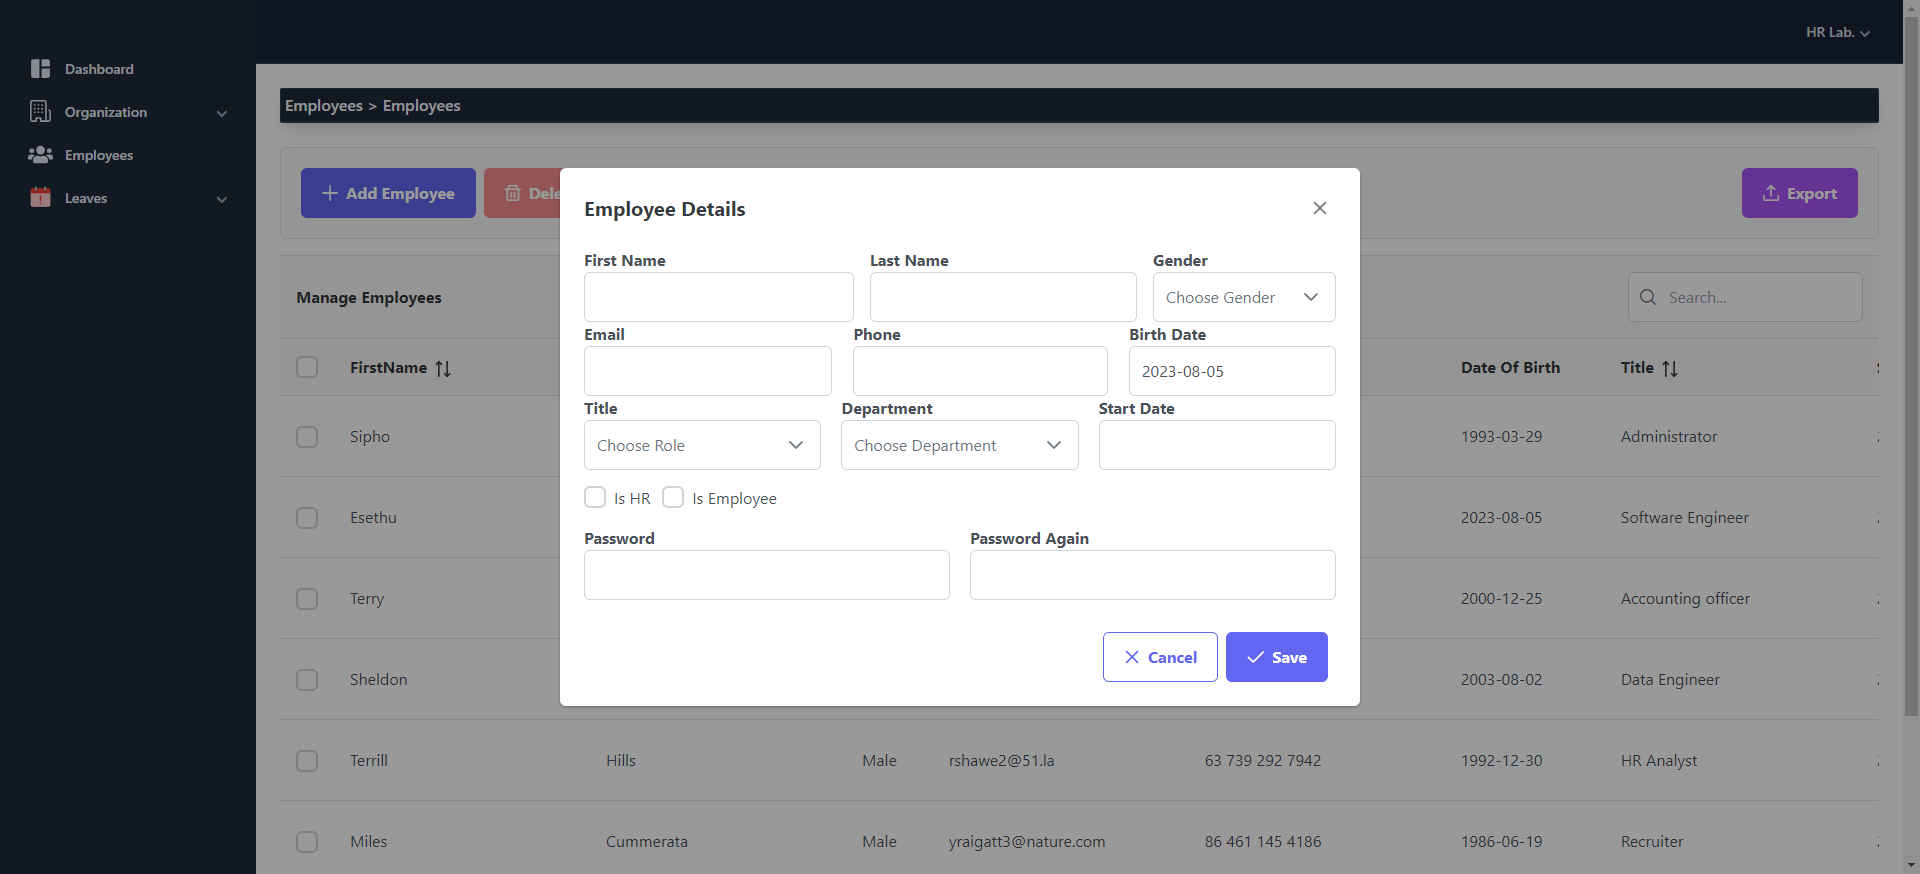 HR Lab.
Dashboard
Organization
Employees
Leaves
Employees > Employees
Add Employee
Export
Manage Employees
Search...
FirstName
Date Of Birth
Title
Sipho
1993-03-29
Administrator
Esethu
2023-08-05
Software Engineer
Terry
2000-12-25
Accounting officer
Sheldon
2003-08-02
Data Engineer
Terrill Hills Male rshawe2@51.la 63 739 292 7942 1992-12-30 HR Analyst
Miles Cummerata Male yraigatt3@nature.com 86 461 145 4186 1986-06-19 Recruiter
Employee Details
First Name Last Name Gender
Choose Gender
Email Phone Birth Date
2023-08-05
Title Department Start Date
Choose Role Choose Department
Is HR Is Employee
Password Password Again
Cancel Save